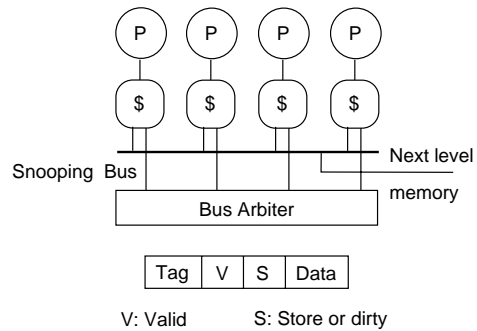 P P P P
$ $ $ $
Snooping Bus
Next level
memory
Bus Arbiter
Tag V S Data
V: Valid S: Store or dirty